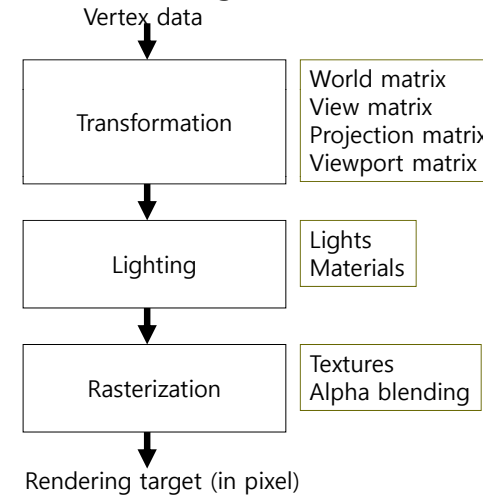 Vertex data
Transformation
World matrix
View matrix
Projection matrix
Viewport matrix
Lighting
Lights
Materials
Rasterization
Textures
Alpha blending
Rendering target (in pixel)